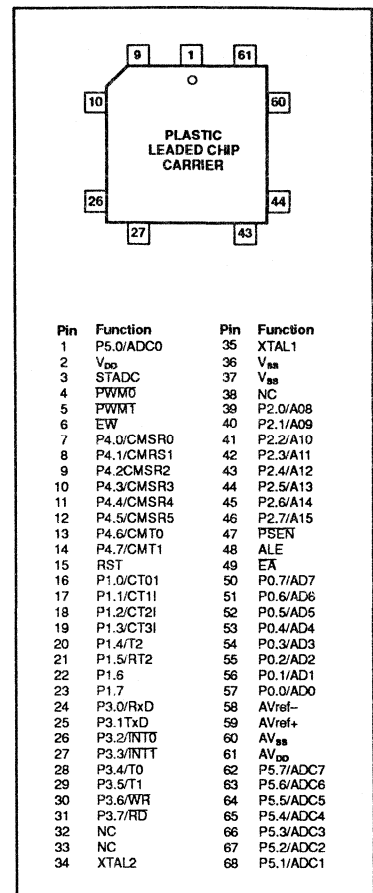 9 1 61
10 60
PLASTIC
LEADED CHIP
CARRIER
26 44
27 43
Pin Function Pin Function
1 P5.0/ADC0 35 XTAL1
2 VDD 36 VSS
3 STADC 37 VSS
4 PWM0 38 NC
5 PWM1 39 P2.0/A08
6 EW 40 P2.1/A09
7 P4.0/CMSR0 41 P2.2/A10
8 P4.1/CMRS1 42 P2.3/A11
9 P4.2CMSR2 43 P2.4/A12
10 P4.3/CMSR3 44 P2.5/A13
11 P4.4/CMSR4 45 P2.6/A14
12 P4.5/CMSR5 46 P2.7/A15
13 P4.6/CMT0 47 PSEN
14 P4.7/CMT1 48 ALE
15 RST 49 EA
16 P1.0/CT01 50 P0.7/AD7
17 P1.1/CT1I 51 P0.6/AD6
18 P1.2/CT2I 52 P0.5/AD5
19 P1.3/CT3I 53 P0.4/AD4
20 P1.4/T2 54 P0.3/AD3
21 P1.5/RT2 55 P0.2/AD2
22 P1.6 56 P0.1/AD1
23 P1.7 57 P0.0/AD0
24 P3.0/RxD 58 AVref–
25 P3.1TxD 59 AVref+
26 P3.2/INT0 60 AVSS
27 P3.3/INT1 61 AVDD
28 P3.4/T0 62 P5.7/ADC7
29 P3.5/T1 63 P5.6/ADC6
30 P3.6/WR 64 P5.5/ADC5
31 P3.7/RD 65 P5.4/ADC4
32 NC 66 P5.3/ADC3
33 NC 67 P5.2/ADC2
34 XTAL2 68 P5.1/ADC1